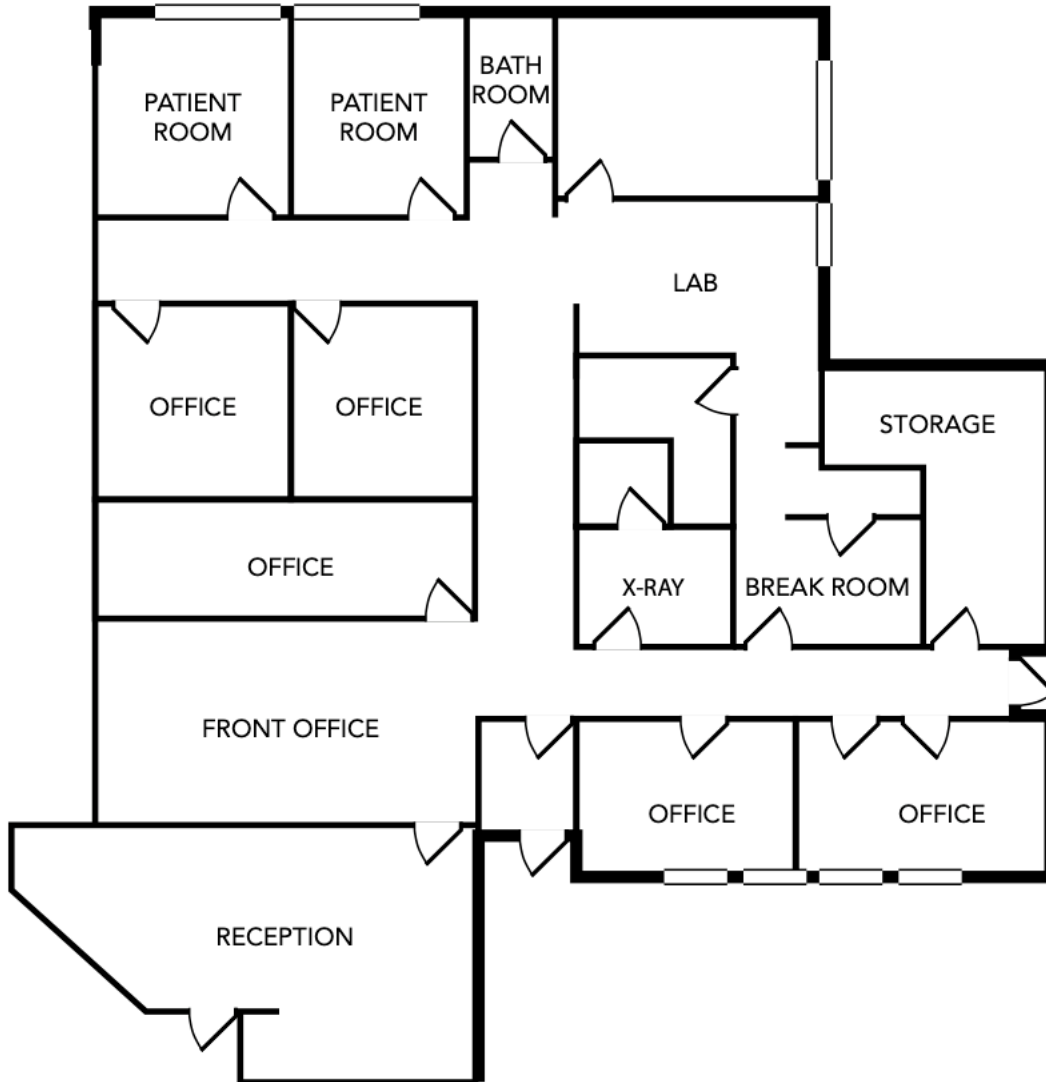 PATIENT
ROOM
PATIENT
ROOM
BATH
ROOM
LAB
OFFICE
OFFICE
STORAGE
OFFICE
X-RAY
BREAK ROOM
FRONT OFFICE
OFFICE
OFFICE
RECEPTION